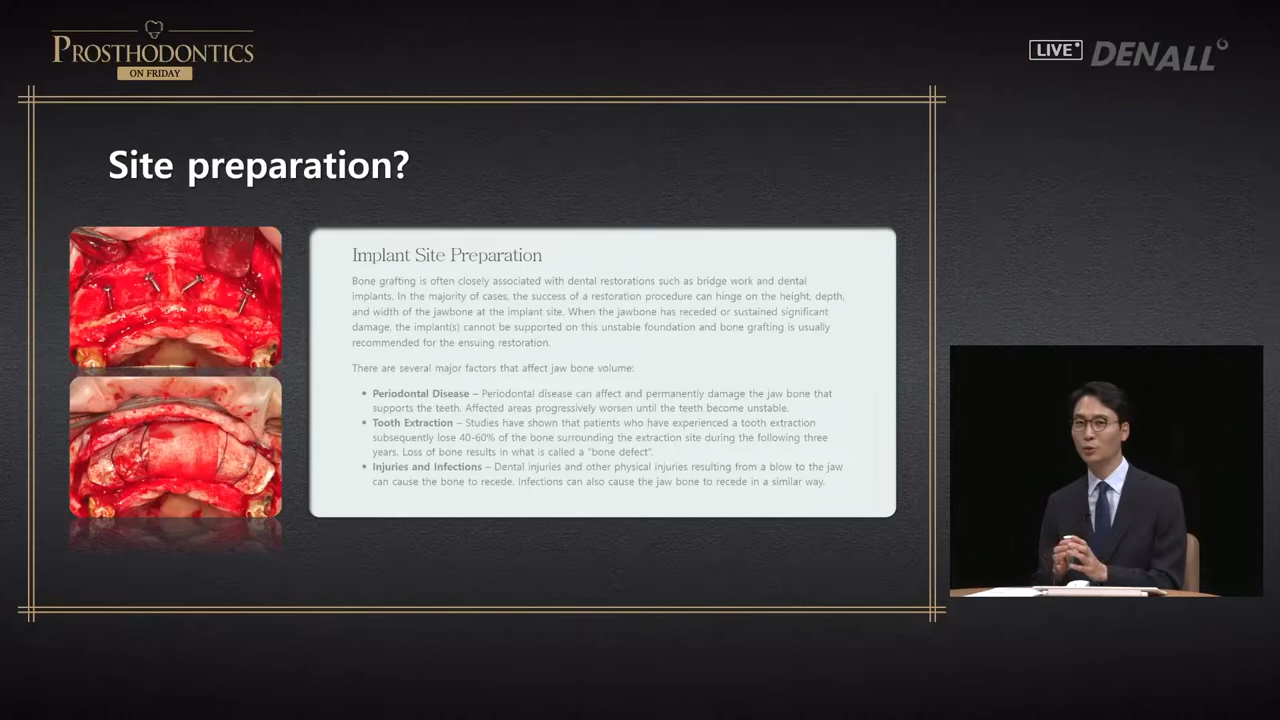 PROSTHODONTICS
ON FRIDAY
LIVE
DENALL
Site preparation?
Implant Site Preparation
Bone grafting is often closely associated with dental restorations such as bridge work and dental
implants. In the majority of cases, the success of a restoration procedure can hinge on the height, depth,
and width of the jawbone at the implant site. When the jawbone has receded or sustained significant
damage, the implant(s) cannot be supported on this unstable foundation and bone grafting is usually
recommended for the ensuing restoration.
There are several major factors that affect jaw bone volume:
• Periodontal Disease – Periodontal disease can affect and permanently damage the jaw bone that
supports the teeth. Affected areas progressively worsen until the teeth become unstable.
• Tooth Extraction – Studies have shown that patients who have experienced a tooth extraction
subsequently lose 40-60% of the bone surrounding the extraction site during the following three
years. Loss of bone results in what is called a "bone defect".
• Injuries and Infections – Dental injuries and other physical injuries resulting from a blow to the jaw
can cause the bone to recede. Infections can also cause the jaw bone to recede in a similar way.